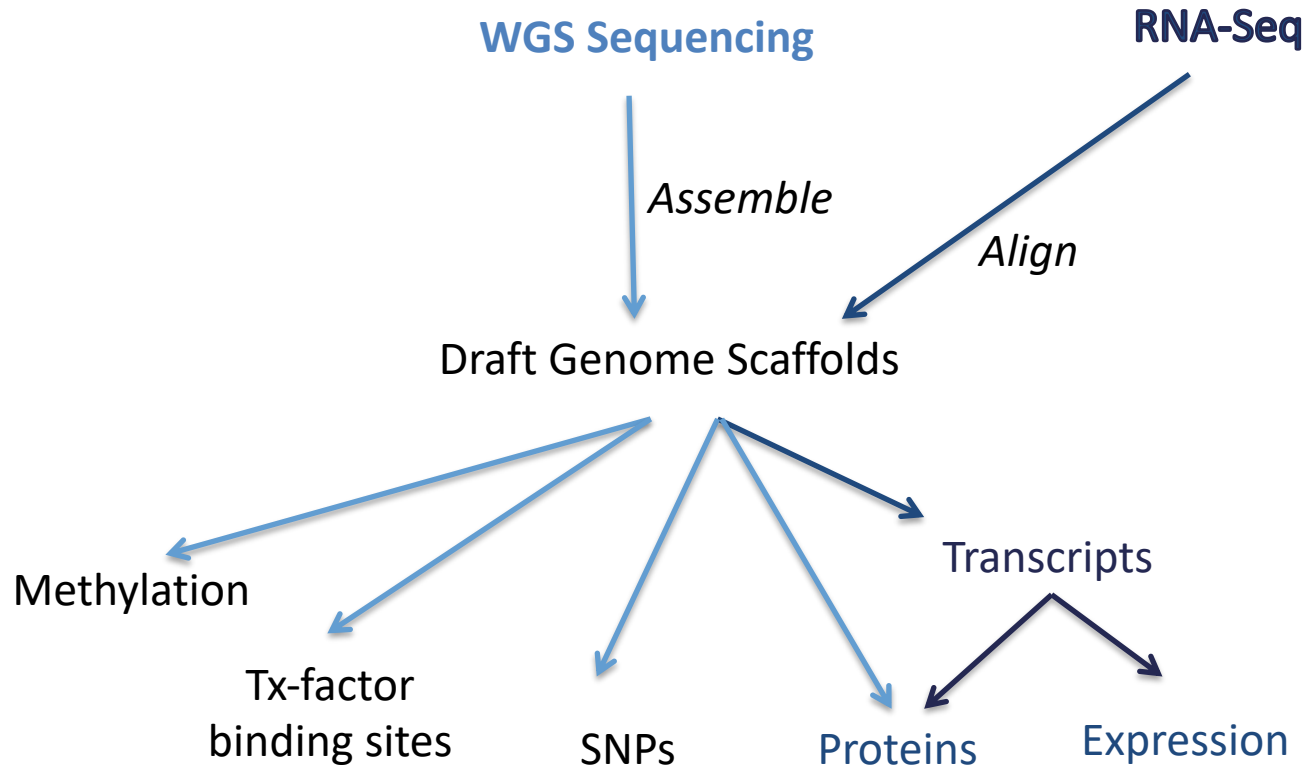 WGS Sequencing
RNA-Seq
Assemble
Align
Draft Genome Scaffolds
Methylation
Transcripts
Tx-factor
binding sites
SNPs
Proteins
Expression